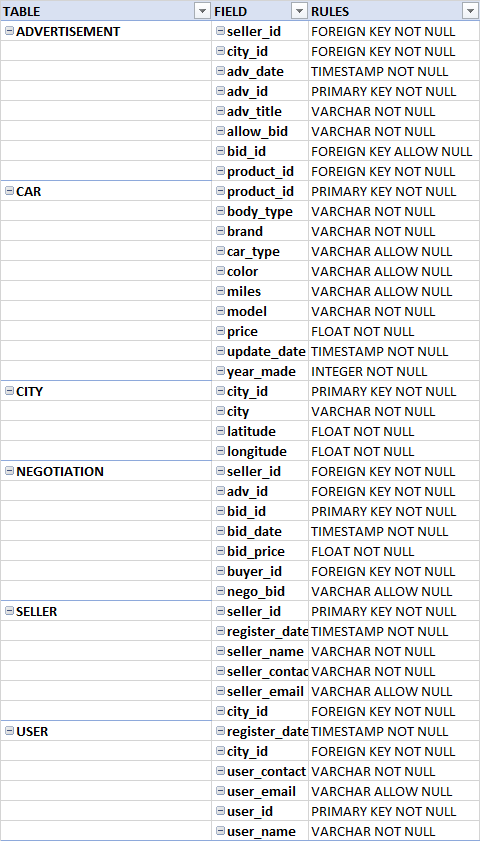 TABLE FIELD RULES
ADVERTISEMENT seller_id FOREIGN KEY NOT NULL
city_id FOREIGN KEY NOT NULL
adv_date TIMESTAMP NOT NULL
adv_id PRIMARY KEY NOT NULL
adv_title VARCHAR NOT NULL
allow_bid VARCHAR NOT NULL
bid_id FOREIGN KEY ALLOW NULL
product_id FOREIGN KEY NOT NULL
CAR product_id PRIMARY KEY NOT NULL
body_type VARCHAR NOT NULL
brand VARCHAR NOT NULL
car_type VARCHAR ALLOW NULL
color VARCHAR ALLOW NULL
miles VARCHAR ALLOW NULL
model VARCHAR NOT NULL
price FLOAT NOT NULL
update_date TIMESTAMP NOT NULL
year_made INTEGER NOT NULL
CITY city_id PRIMARY KEY NOT NULL
city VARCHAR NOT NULL
latitude FLOAT NOT NULL
longitude FLOAT NOT NULL
NEGOTIATION seller_id FOREIGN KEY NOT NULL
adv_id FOREIGN KEY NOT NULL
bid_id PRIMARY KEY NOT NULL
bid_date TIMESTAMP NOT NULL
bid_price FLOAT NOT NULL
buyer_id FOREIGN KEY NOT NULL
nego_bid VARCHAR ALLOW NULL
SELLER seller_id PRIMARY KEY NOT NULL
register_date TIMESTAMP NOT NULL
seller_name VARCHAR NOT NULL
seller_contac VARCHAR NOT NULL
seller_email VARCHAR ALLOW NULL
city_id FOREIGN KEY NOT NULL
USER register_date TIMESTAMP NOT NULL
city_id FOREIGN KEY NOT NULL
user_contact VARCHAR NOT NULL
user_email VARCHAR ALLOW NULL
user_id PRIMARY KEY NOT NULL
user_name VARCHAR NOT NULL